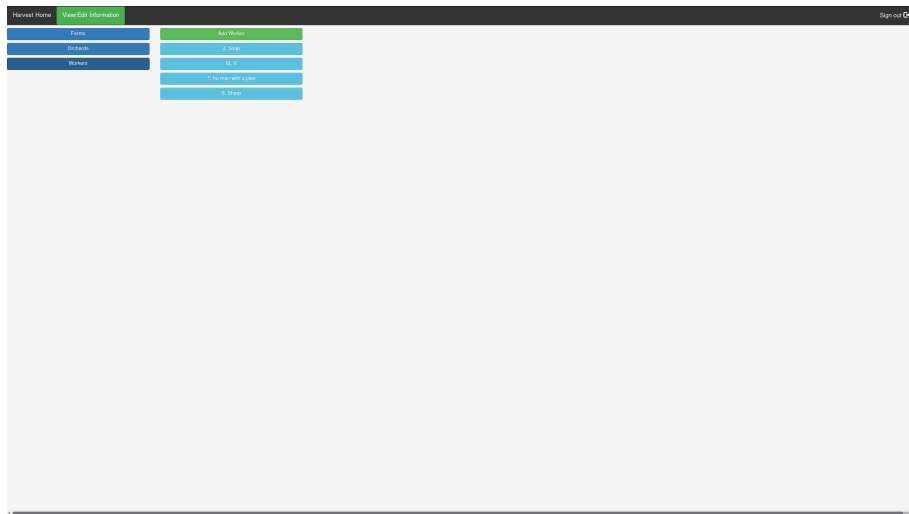 Harvest Home View/Edit Information Sign out
Farms
Orchards
Workers
Add Worker
J. Soap
M. X
T. he man with a plan
S. Sharp